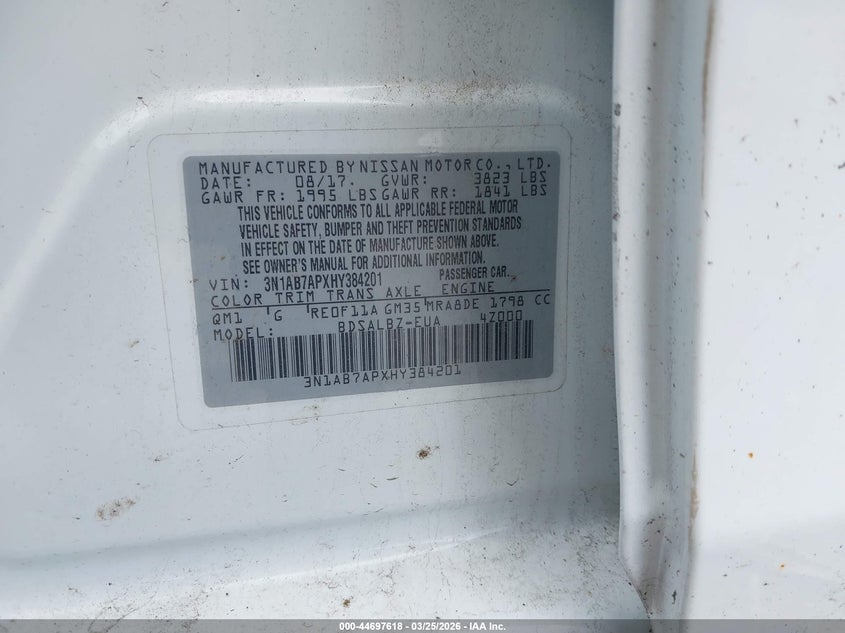 MANUFACTURED BY NISSAN MOTOR CO., LTD.
DATE: 08/17. GVWR: 3823 LBS
GAWR FR: 1995 LBS GAWR RR: 1841 LBS
THIS VEHICLE CONFORMS TO ALL APPLICABLE FEDERAL MOTOR
VEHICLE SAFETY, BUMPER AND THEFT PREVENTION STANDARDS
IN EFFECT ON THE DATE OF MANUFACTURE SHOWN ABOVE.
SEE OWNER'S MANUAL FOR ADDITIONAL INFORMATION.
VIN: 3N1AB7APXHY384201 PASSENGER CAR.
COLOR TRIM TRANS AXLE ENGINE
QM1 G RE0F11A GM35 MRA8DE 1798 CC
MODEL: BDSALBZ-EUA 4Z000
3N1AB7APXHY384201
000-44697618 - 03/25/2026 - IAA Inc.